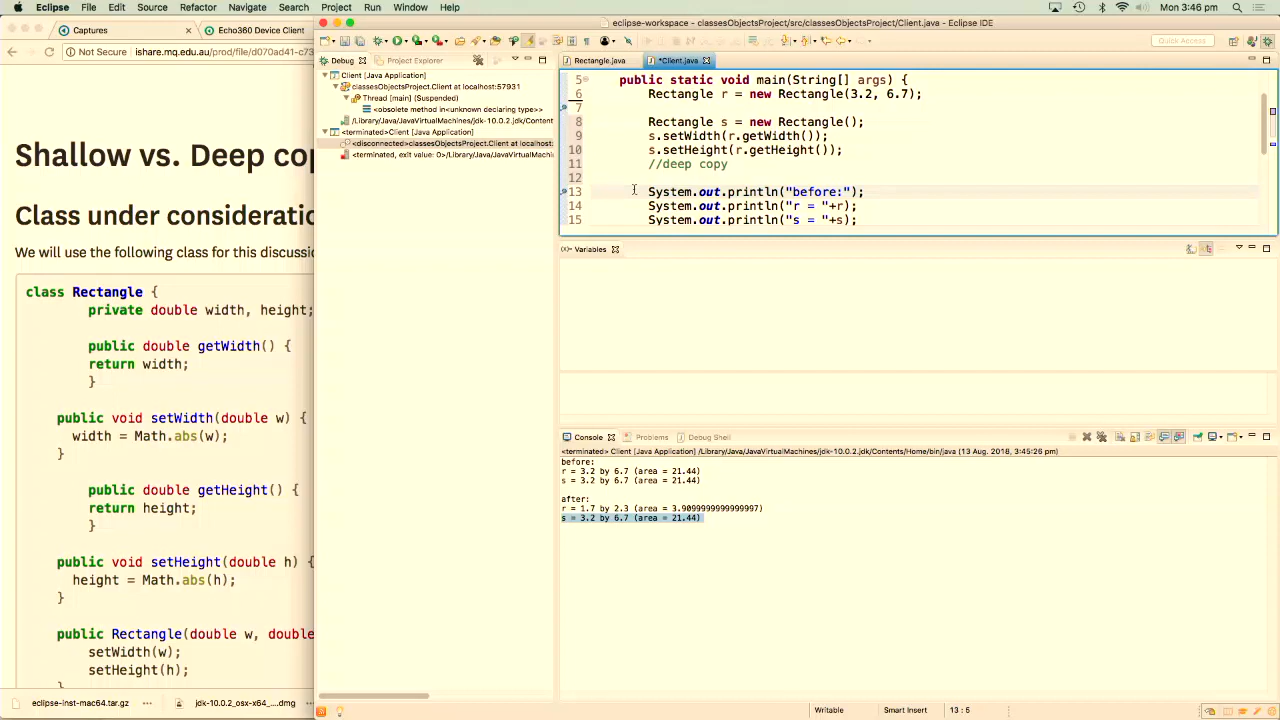 Eclipse File Edit Source Refactor Navigate Search Project Run Window Help Mon 3:46 pm
eclipse-workspace - classesObjectsProject/src/classesObjectsProject/Client.java - Eclipse IDE
Captures
Echo360 Device Client
Not Secure ishare.mq.edu.au/prod/file/d070ad41-c73
Quick Access
Shallow vs. Deep cop
Class under consideratio
We will use the following class for this discussio
class Rectangle {
private double width, height;
public double getWidth() {
return width;
}
public void setWidth(double w) {
width = Math.abs(w);
}
public double getHeight() {
return height;
}
public void setHeight(double h) {
height = Math.abs(h);
}
public Rectangle(double w, double
setWidth(w);
setHeight(h);
}
eclipse-inst-mac64.tar.gz
jdk-10.0.2_osx-x64_....dmg
Debug
Project Explorer
Client [Java Application]
classesObjectsProject.Client at localhost:57931
Thread [main] (Suspended)
<obsolete method in<unknown declaring type>>
/Library/Java/JavaVirtualMachines/jdk-10.0.2.jdk/Content
<terminated>Client [Java Application]
<disconnected>classesObjectsProject.Client at localhost:
<terminated, exit value: 0>/Library/Java/JavaVirtualMachi
Rectangle.java
*Client.java
5 public static void main(String[] args) {
6 Rectangle r = new Rectangle(3.2, 6.7);
7
8 Rectangle s = new Rectangle();
9 s.setWidth(r.getWidth());
10 s.setHeight(r.getHeight());
11 //deep copy
12
13 System.out.println("before:");
14 System.out.println("r = "+r);
15 System.out.println("s = "+s);
(x)= Variables
Console
Problems
Debug Shell
<terminated> Client [Java Application] /Library/Java/JavaVirtualMachines/jdk-10.0.2.jdk/Contents/Home/bin/java (13 Aug. 2018, 3:45:26 pm)
before:
r = 3.2 by 6.7 (area = 21.44)
s = 3.2 by 6.7 (area = 21.44)
after:
r = 1.7 by 2.3 (area = 3.9099999999999997)
s = 3.2 by 6.7 (area = 21.44)
Writable
Smart Insert
13 : 5